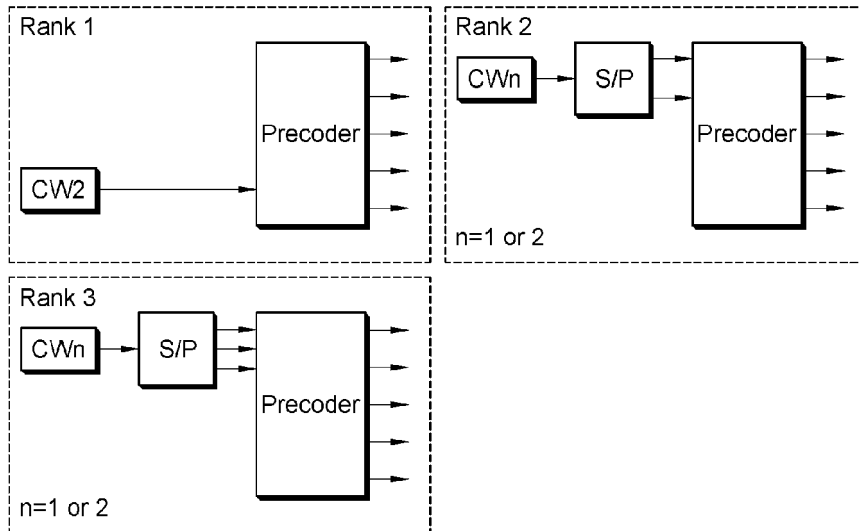 Rank 1
CW2
Precoder
Rank 2
CWn
S/P
Precoder
n=1 or 2
Rank 3
CWn
S/P
Precoder
n=1 or 2